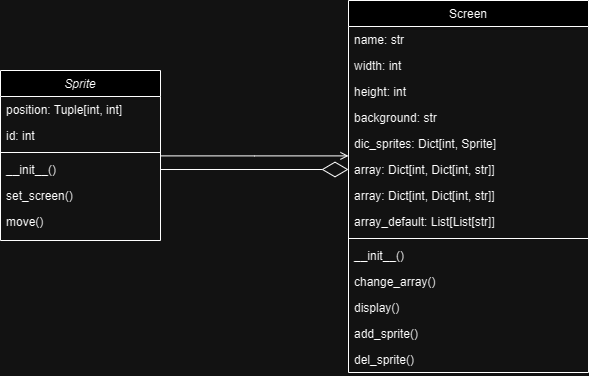 Sprite
position: Tuple[int, int]
id: int
__init__()
set_screen()
move()
Screen
name: str
width: int
height: int
background: str
dic_sprites: Dict[int, Sprite]
array: Dict[int, Dict[int, str]]
array: Dict[int, Dict[int, str]]
array_default: List[List[str]]
__init__()
change_array()
display()
add_sprite()
del_sprite()